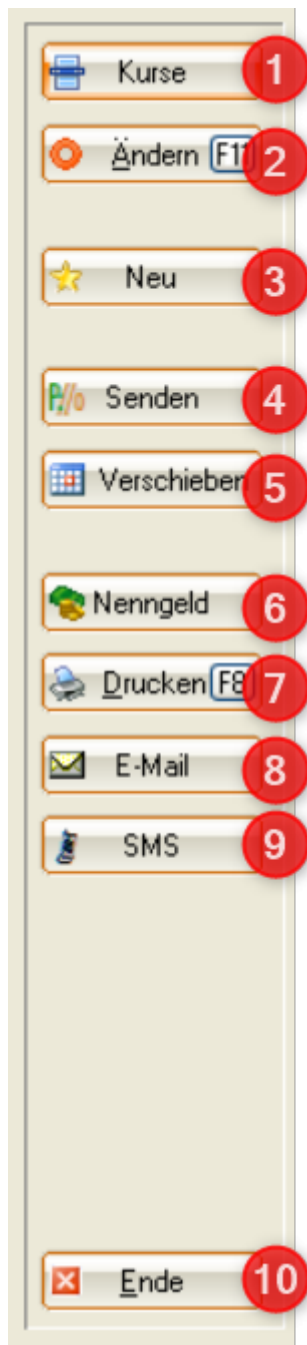 Kurse 1
Ändern F11 2
Neu 3
P.//o Senden 4
Verschieben 5
Nenngeld 6
Drucken F8 7
E-Mail 8
SMS 9
Ende 10